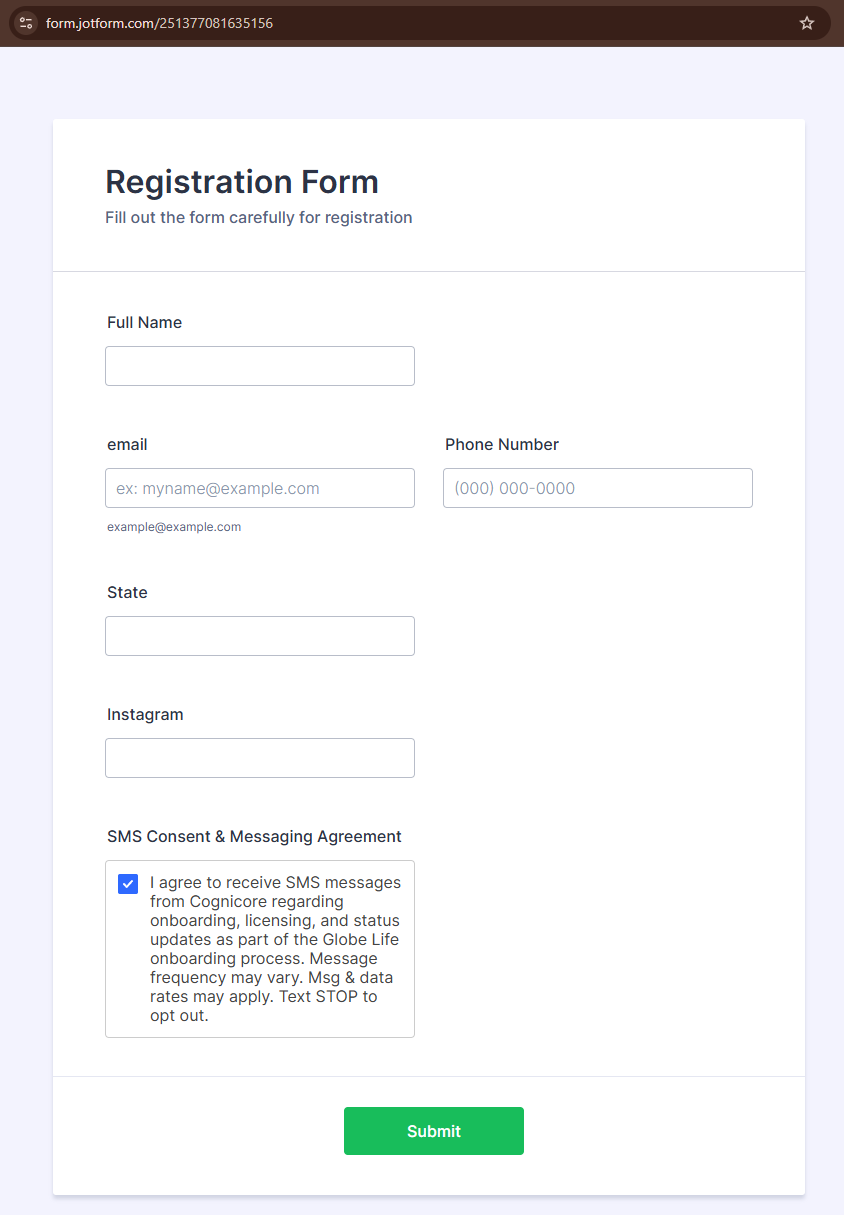 form.jotform.com/251377081635156
Registration Form
Fill out the form carefully for registration
Full Name
email
Phone Number
ex: myname@example.com
(000) 000-0000
example@example.com
State
Instagram
SMS Consent & Messaging Agreement
I agree to receive SMS messages
from Cognicore regarding
onboarding, licensing, and status
updates as part of the Globe Life
onboarding process. Message
frequency may vary. Msg & data
rates may apply. Text STOP to
opt out.
Submit